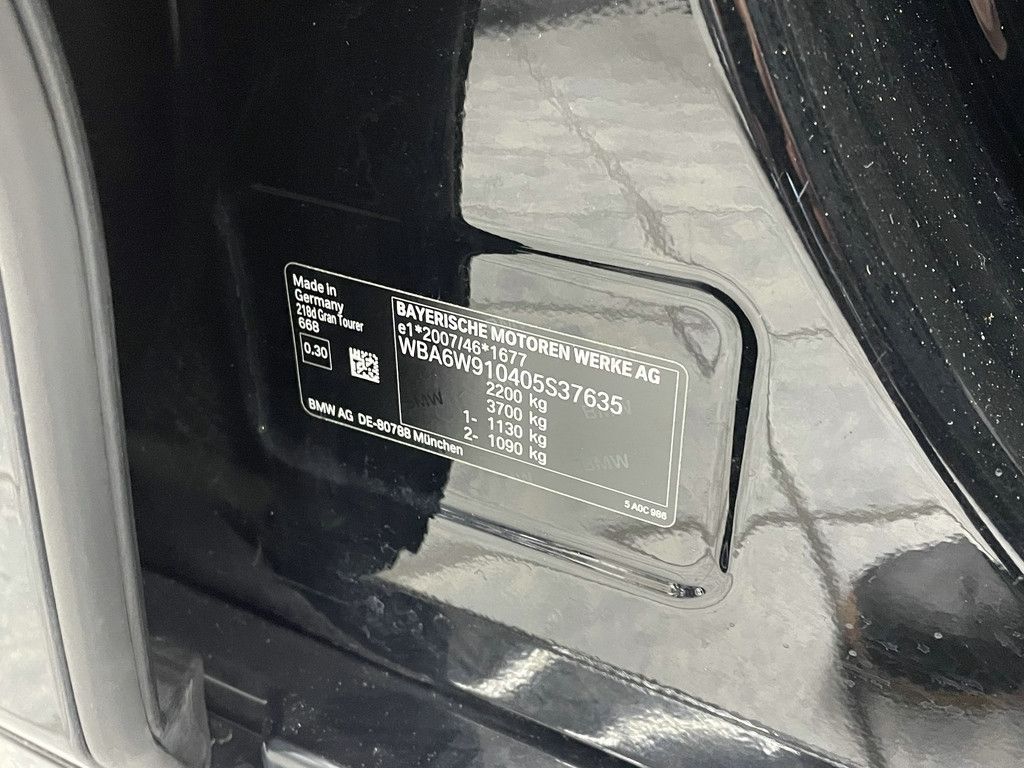 Made in
Germany
218d Gran Tourer
668
0.30
BMW AG DE-80788 München
BAYERISCHE MOTOREN WERKE AG
e1*2007/46*1677
WBA6W910405S37635
2200 kg
3700 kg
1- 1130 kg
2- 1090 kg
5 A0C 986